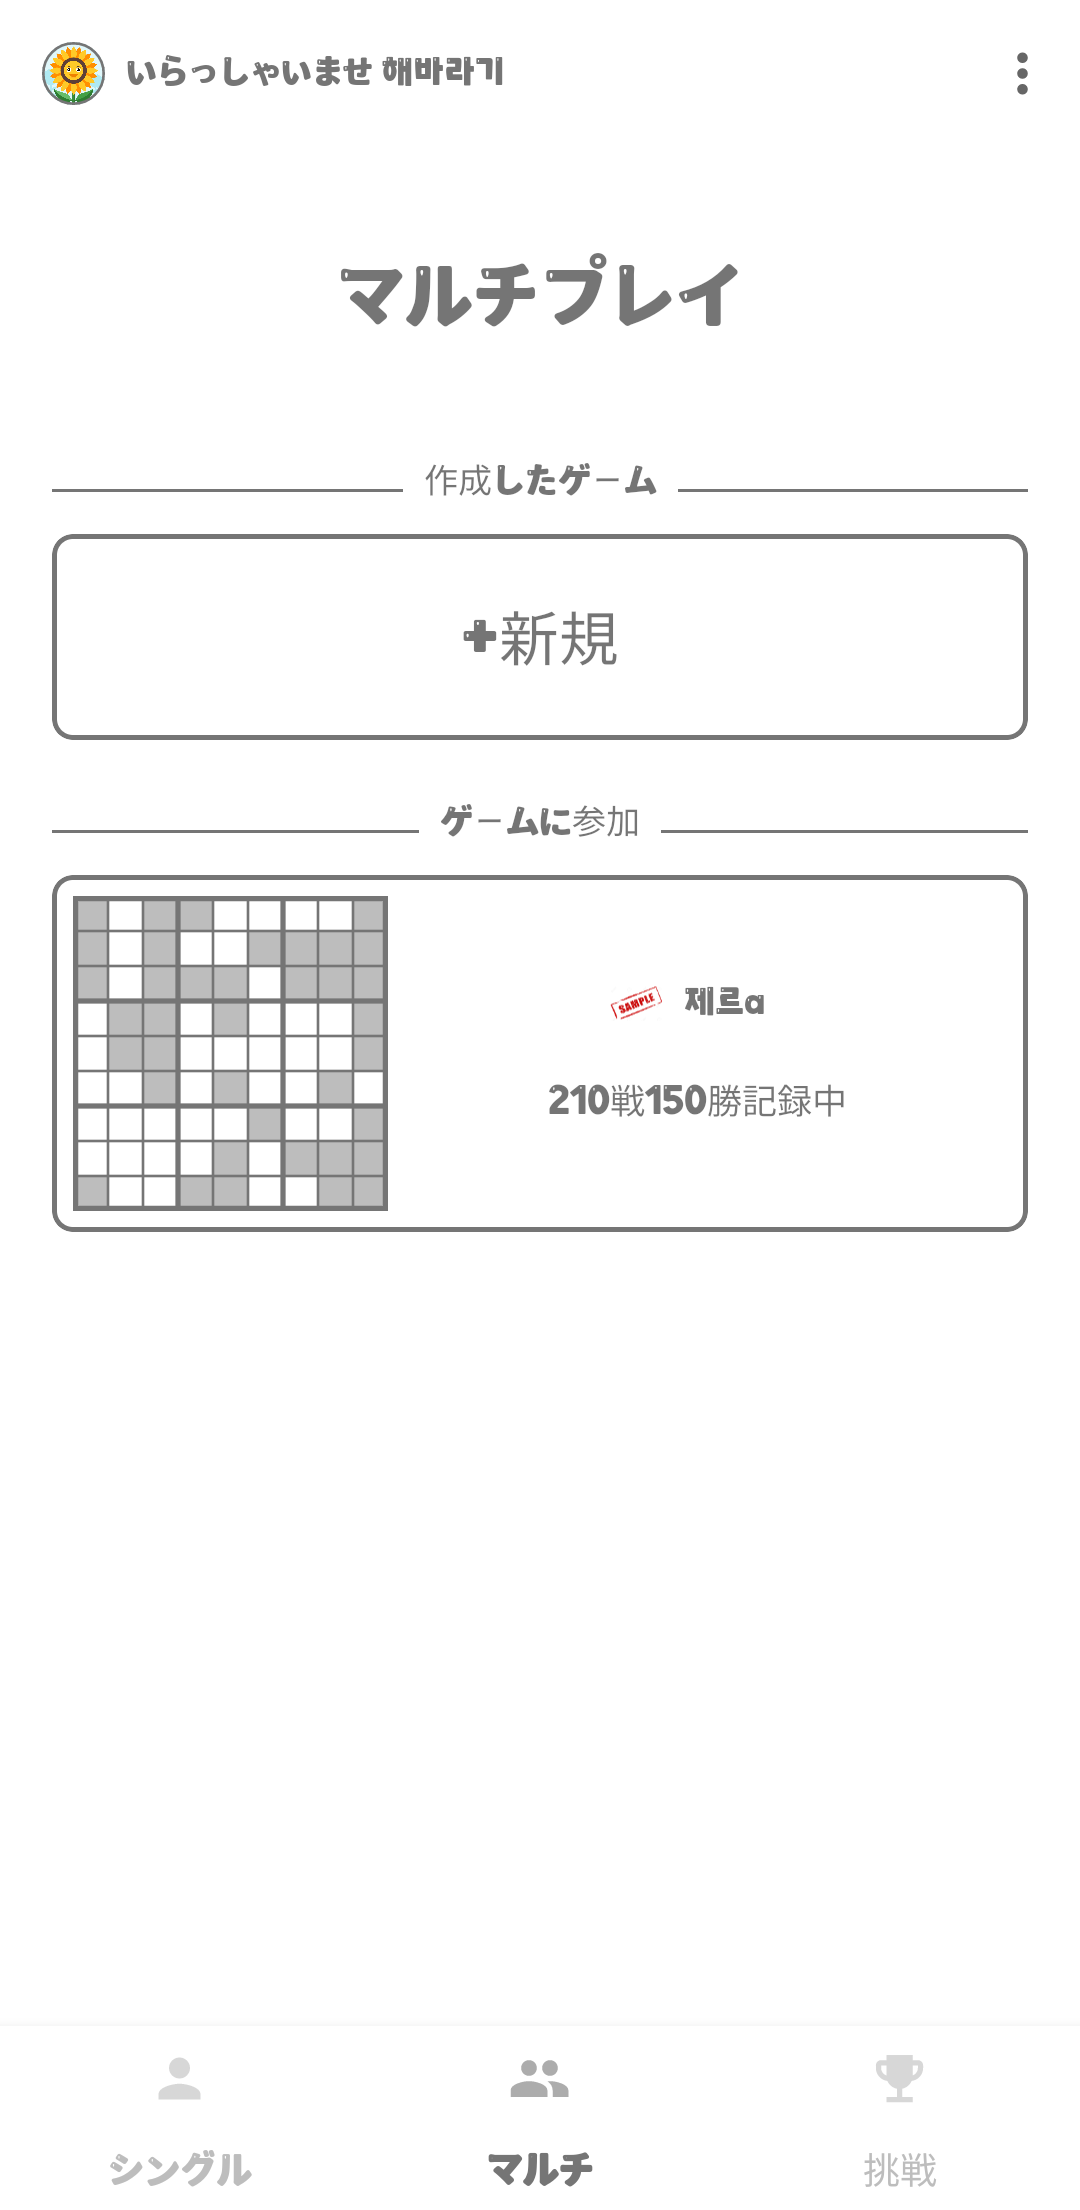 いらっしゃいませ 해바라기
マルチプレイ
作成したゲーム
+新規
ゲームに参加
SAMPLE 제르a
210戦150勝記録中
シングル マルチ 挑戦